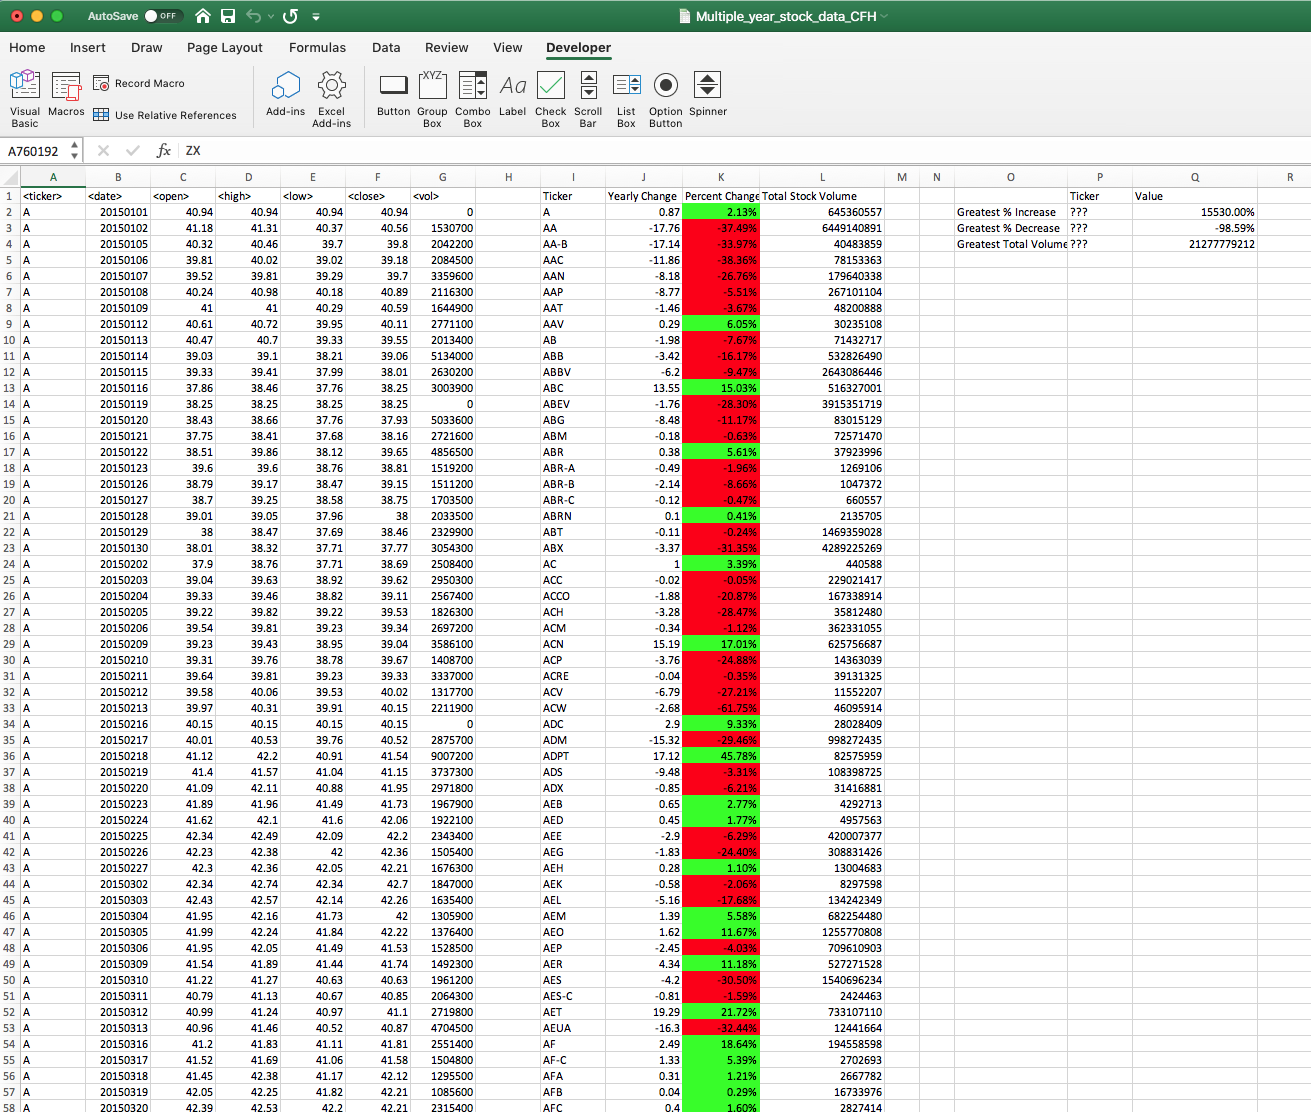 AutoSave OFF Multiple_year_stock_data_CFH
Home Insert Draw Page Layout Formulas Data Review View Developer
Visual Basic Macros Record Macro Use Relative References Add-ins Excel Add-ins Button Group Box Combo Box Label Check Box Scroll Bar List Box Option Button Spinner
XYZ Aa
A760192 fx ZX
A B C D E F G H I J K L M N O P Q R
1 <ticker> <date> <open> <high> <low> <close> <vol> Ticker Yearly Change Percent Change Total Stock Volume Ticker Value
2 A 20150101 40.94 40.94 40.94 40.94 0 A 0.87 2.13% 645360557 Greatest % Increase ??? 15530.00%
3 A 20150102 41.18 41.31 40.37 40.56 1530700 AA -17.76 -37.49% 6449140891 Greatest % Decrease ??? -98.59%
4 A 20150105 40.32 40.46 39.7 39.8 2042200 AA-B -17.14 -33.97% 40483859 Greatest Total Volume ??? 21277779212
5 A 20150106 39.81 40.02 39.02 39.18 2084500 AAC -11.86 -38.36% 78153363
6 A 20150107 39.52 39.81 39.29 39.7 3359600 AAN -8.18 -26.76% 179640338
7 A 20150108 40.24 40.98 40.18 40.89 2116300 AAP -8.77 -5.51% 267101104
8 A 20150109 41 41 40.29 40.59 1644900 AAT -1.46 -3.67% 48200888
9 A 20150112 40.61 40.72 39.95 40.11 2771100 AAV 0.29 6.05% 30235108
10 A 20150113 40.47 40.7 39.33 39.55 2013400 AB -1.98 -7.67% 71432717
11 A 20150114 39.03 39.1 38.21 39.06 5134000 ABB -3.42 -16.17% 532826490
12 A 20150115 39.33 39.41 37.99 38.01 2630200 ABBV -6.2 -9.47% 2643086446
13 A 20150116 37.86 38.46 37.76 38.25 3003900 ABC 13.55 15.03% 516327001
14 A 20150119 38.25 38.25 38.25 38.25 0 ABEV -1.76 -28.30% 3915351719
15 A 20150120 38.43 38.66 37.76 37.93 5033600 ABG -8.48 -11.17% 83015129
16 A 20150121 37.75 38.41 37.68 38.16 2721600 ABM -0.18 -0.63% 72571470
17 A 20150122 38.51 39.86 38.12 39.65 4856500 ABR 0.38 5.61% 37923996
18 A 20150123 39.6 39.6 38.76 38.81 1519200 ABR-A -0.49 -1.96% 1269106
19 A 20150126 38.79 39.17 38.47 39.15 1511200 ABR-B -2.14 -8.66% 1047372
20 A 20150127 38.7 39.25 38.58 38.75 1703500 ABR-C -0.12 -0.47% 660557
21 A 20150128 39.01 39.05 37.96 38 2033500 ABRN 0.1 0.41% 2135705
22 A 20150129 38 38.47 37.69 38.46 2329900 ABT -0.11 -0.24% 1469359028
23 A 20150130 38.01 38.32 37.71 37.77 3054300 ABX -3.37 -31.35% 4289225269
24 A 20150202 37.9 38.76 37.71 38.69 2508400 AC 1 3.39% 440588
25 A 20150203 39.04 39.63 38.92 39.62 2950300 ACC -0.02 -0.05% 229021417
26 A 20150204 39.33 39.46 38.82 39.11 2567400 ACCO -1.88 -20.87% 167338914
27 A 20150205 39.22 39.82 39.22 39.53 1826300 ACH -3.28 -28.47% 35812480
28 A 20150206 39.54 39.81 39.23 39.34 2697200 ACM -0.34 -1.12% 362331055
29 A 20150209 39.23 39.43 38.95 39.04 3586100 ACN 15.19 17.01% 625756687
30 A 20150210 39.31 39.76 38.78 39.67 1408700 ACP -3.76 -24.88% 14363039
31 A 20150211 39.64 39.81 39.23 39.33 3337000 ACRE -0.04 -0.35% 39131325
32 A 20150212 39.58 40.06 39.53 40.02 1317700 ACV -6.79 -27.21% 11552207
33 A 20150213 39.97 40.31 39.91 40.15 2211900 ACW -2.68 -61.75% 46095914
34 A 20150216 40.15 40.15 40.15 40.15 0 ADC 2.9 9.33% 28028409
35 A 20150217 40.01 40.53 39.76 40.52 2875700 ADM -15.32 -29.46% 998272435
36 A 20150218 41.12 42.2 40.91 41.54 9007200 ADPT 17.12 45.78% 82575959
37 A 20150219 41.4 41.57 41.04 41.15 3737300 ADS -9.48 -3.31% 108398725
38 A 20150220 41.09 42.11 40.88 41.95 2971800 ADX -0.85 -6.21% 31416881
39 A 20150223 41.89 41.96 41.49 41.73 1967900 AEB 0.65 2.77% 4292713
40 A 20150224 41.62 42.1 41.6 42.06 1922100 AED 0.45 1.77% 4957563
41 A 20150225 42.34 42.49 42.09 42.2 2343400 AEE -2.9 -6.29% 420007377
42 A 20150226 42.23 42.38 42 42.36 1505400 AEG -1.83 -24.40% 308831426
43 A 20150227 42.3 42.36 42.05 42.21 1676300 AEH 0.28 1.10% 13004683
44 A 20150302 42.34 42.74 42.34 42.7 1847000 AEK -0.58 -2.06% 8297598
45 A 20150303 42.43 42.57 42.14 42.26 1635400 AEL -5.16 -17.68% 134242349
46 A 20150304 41.95 42.16 41.73 42 1305900 AEM 1.39 5.58% 682254480
47 A 20150305 41.99 42.24 41.84 42.22 1376400 AEO 1.62 11.67% 1255770808
48 A 20150306 41.95 42.05 41.49 41.53 1528500 AEP -2.45 -4.03% 709610903
49 A 20150309 41.54 41.89 41.44 41.74 1492300 AER 4.34 11.18% 527271528
50 A 20150310 41.22 41.27 40.63 40.63 1961200 AES -4.2 -30.50% 1540696234
51 A 20150311 40.79 41.13 40.67 40.85 2064300 AES-C -0.81 -1.59% 2424463
52 A 20150312 40.99 41.24 40.97 41.1 2719800 AET 19.29 21.72% 733107110
53 A 20150313 40.96 41.46 40.52 40.87 4704500 AEUA -16.3 -32.44% 12441664
54 A 20150316 41.2 41.83 41.11 41.81 2551400 AF 2.49 18.64% 194558598
55 A 20150317 41.52 41.69 41.06 41.58 1504800 AF-C 1.33 5.39% 2702693
56 A 20150318 41.45 42.38 41.17 42.12 1295500 AFA 0.31 1.21% 2667782
57 A 20150319 42.05 42.25 41.82 42.21 1085600 AFB 0.04 0.29% 16733976
58 A 20150320 42.39 42.53 42.2 42.21 2315400 AFC 0.4 1.60% 2827414